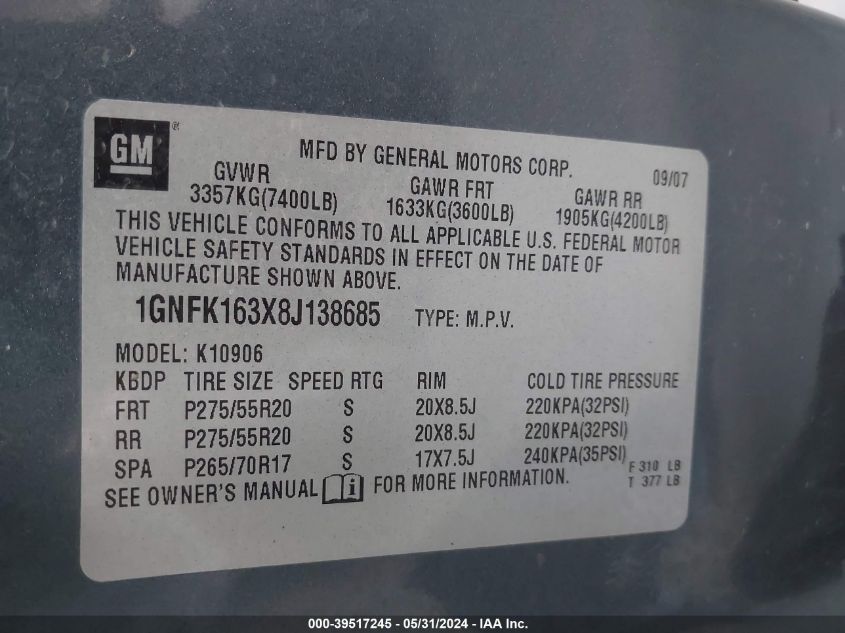 GM ®
MFD BY GENERAL MOTORS CORP. 09/07
GVWR GAWR FRT GAWR RR
3357KG(7400LB) 1633KG(3600LB) 1905KG(4200LB)
THIS VEHICLE CONFORMS TO ALL APPLICABLE U.S. FEDERAL MOTOR
VEHICLE SAFETY STANDARDS IN EFFECT ON THE DATE OF
MANUFACTURE SHOWN ABOVE.
1GNFK163X8J138685 TYPE: M.P.V.
MODEL: K10906
KBDP TIRE SIZE SPEED RTG RIM COLD TIRE PRESSURE
FRT P275/55R20 S 20X8.5J 220KPA(32PSI)
RR P275/55R20 S 20X8.5J 220KPA(32PSI)
SPA P265/70R17 S 17X7.5J 240KPA(35PSI) F 310 LB
T 377 LB
SEE OWNER'S MANUAL i FOR MORE INFORMATION.
000-39517245 - 05/31/2024 - IAA Inc.